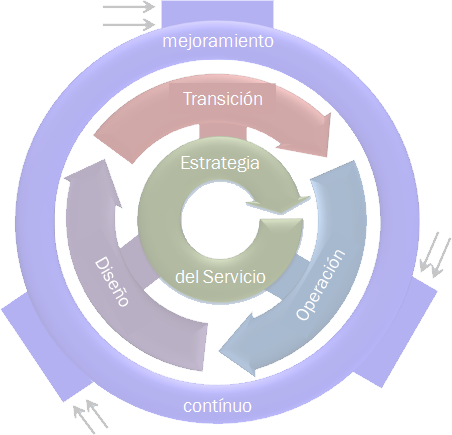 mejoramiento
Transición
Estrategia
del Servicio
Diseño
Operación
contínuo